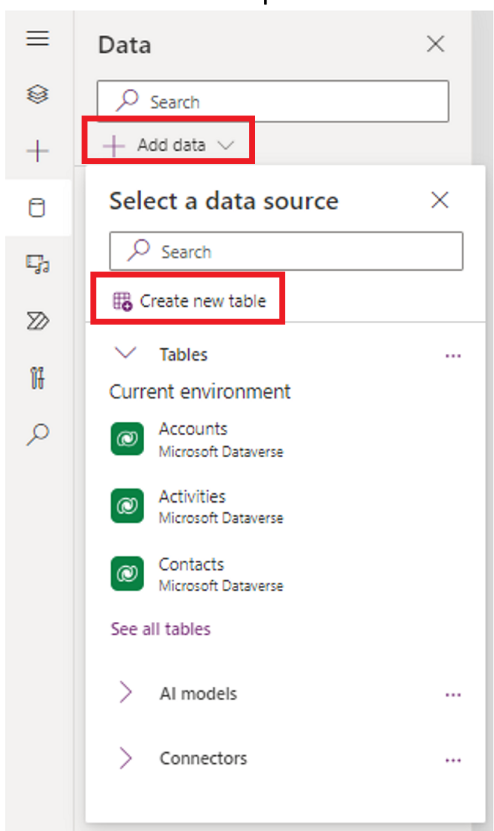 Data
Search
Add data
Select a data source
Search
Create new table
Tables
Current environment
Accounts
Microsoft Dataverse
Activities
Microsoft Dataverse
Contacts
Microsoft Dataverse
See all tables
AI models
Connectors